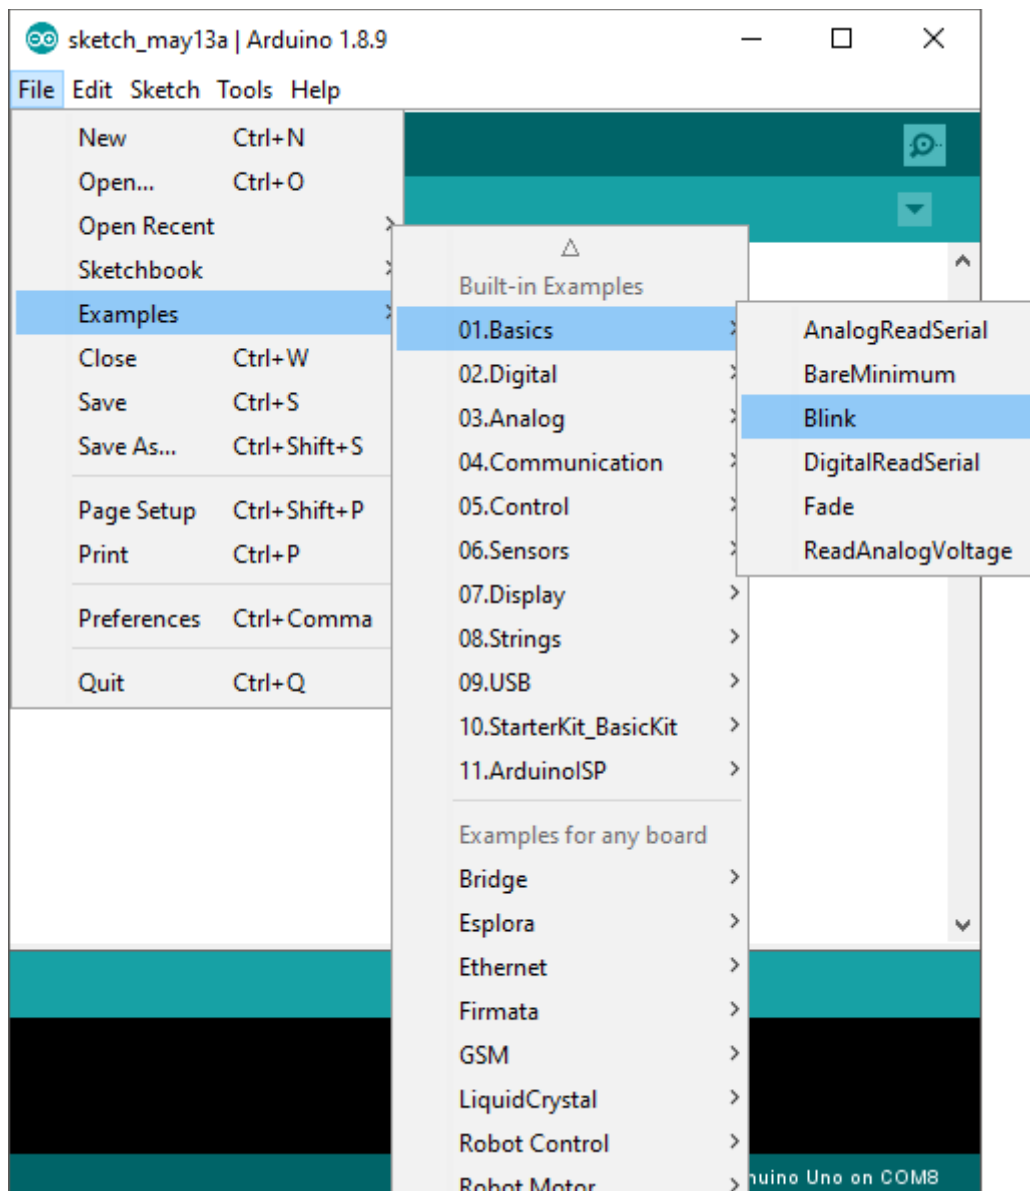 sketch_may13a | Arduino 1.8.9
File Edit Sketch Tools Help
New Ctrl+N
Open... Ctrl+O
Open Recent
Sketchbook
Examples
Close Ctrl+W
Save Ctrl+S
Save As... Ctrl+Shift+S
Page Setup Ctrl+Shift+P
Print Ctrl+P
Preferences Ctrl+Comma
Quit Ctrl+Q
Built-in Examples
01.Basics
02.Digital
03.Analog
04.Communication
05.Control
06.Sensors
07.Display
08.Strings
09.USB
10.StarterKit_BasicKit
11.ArduinoISP
Examples for any board
Bridge
Esplora
Ethernet
Firmata
GSM
LiquidCrystal
Robot Control
Robot Motor
AnalogReadSerial
BareMinimum
Blink
DigitalReadSerial
Fade
ReadAnalogVoltage
Uno on COM8